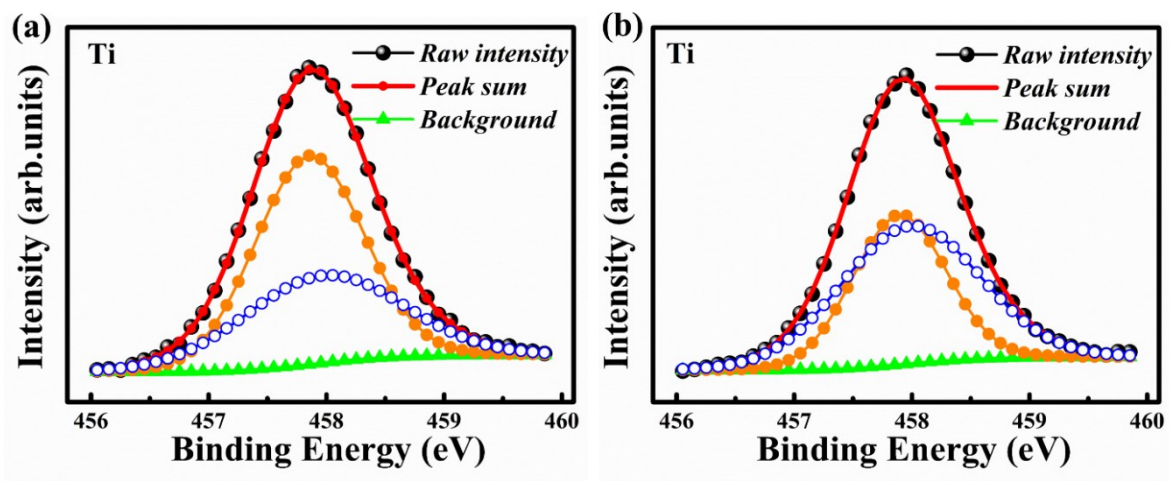 (a)
Ti
Raw intensity
Peak sum
Background
Intensity (arb.units)
456 457 458 459 460
Binding Energy (eV)
(b)
Ti
Raw intensity
Peak sum
Background
Intensity (arb.units)
456 457 458 459 460
Binding Energy (eV)